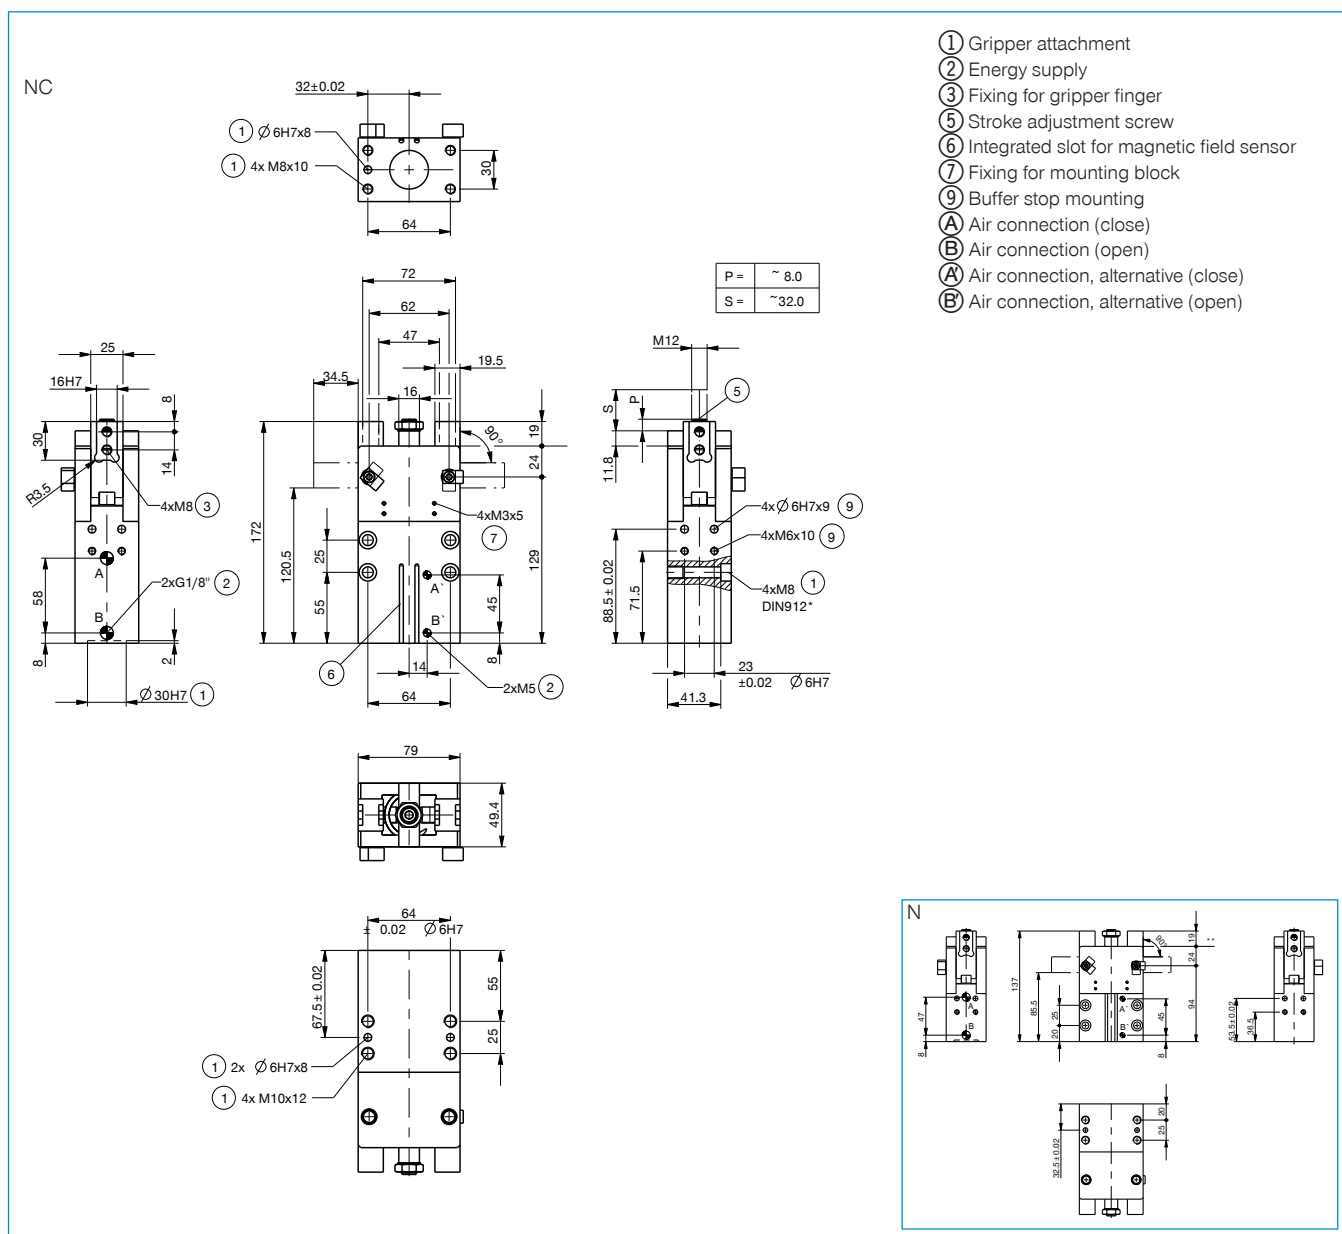 NC
① Gripper attachment
② Energy supply
③ Fixing for gripper finger
⑤ Stroke adjustment screw
⑥ Integrated slot for magnetic field sensor
⑦ Fixing for mounting block
⑨ Buffer stop mounting
Ⓐ Air connection (close)
Ⓑ Air connection (open)
A' Air connection, alternative (close)
B' Air connection, alternative (open)
32±0.02
① Ø 6H7x8
① 4x M8x10
30
64
P = ~ 8.0
S = ~32.0
25
16H7
8
30
14
R3.5
4xM8 ③
A
58
2xG1/8" ②
B
8
2
Ø 30H7 ①
72
62
47
19.5
34.5
16
90°
19
24
172
120.5
4xM3x5
⑦
25
55
129
A`
45
B`
8
⑥
14
2xM5 ②
64
M12
S
P
⑤
11.8
4x Ø 6H7x9 ⑨
4xM6x10 ⑨
88.5±0.02
71.5
4xM8 ①
DIN912*
23
±0.02 Ø 6H7
41.3
79
49.4
64
± 0.02 Ø 6H7
67.5±0.02
55
25
① 2x Ø 6H7x8
① 4x M10x12
N
47
8
A
B
137
85.5
25
20
90°
19
24
**
94
A`
45
B`
8
53.5±0.02
36.5
32.5±0.02
20
25